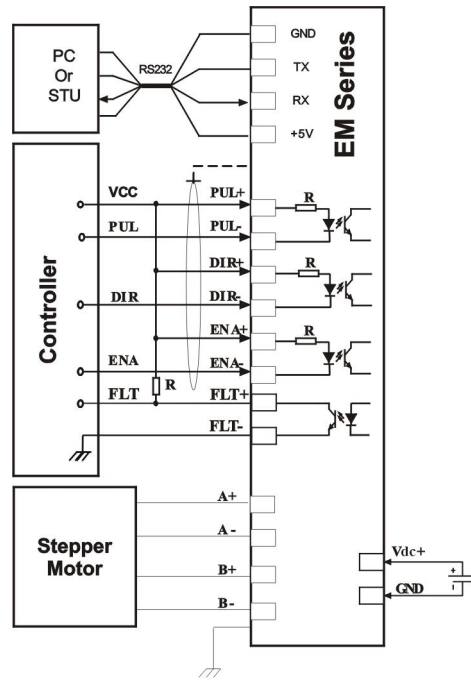 PC
Or
STU
RS232
GND
TX
RX
+5V
EM Series
Controller
VCC
PUL
DIR
ENA
FLT
R
PUL+
PUL-
DIR+
DIR-
ENA+
ENA-
FLT+
FLT-
R
R
R
Stepper
Motor
A+
A-
B+
B-
Vdc+
GND
+
-